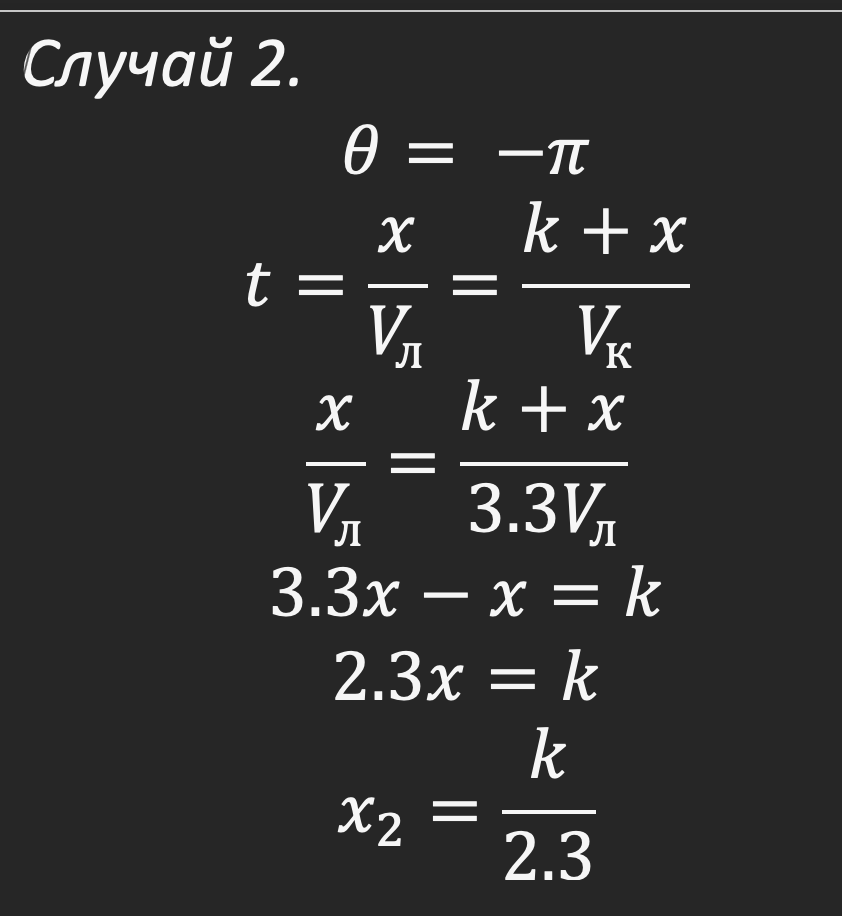 Случай 2.
θ = −π
t = x/Vл = (k + x)/Vк
x/Vл = (k + x)/3.3Vл
3.3x − x = k
2.3x = k
x₂ = k/2.3